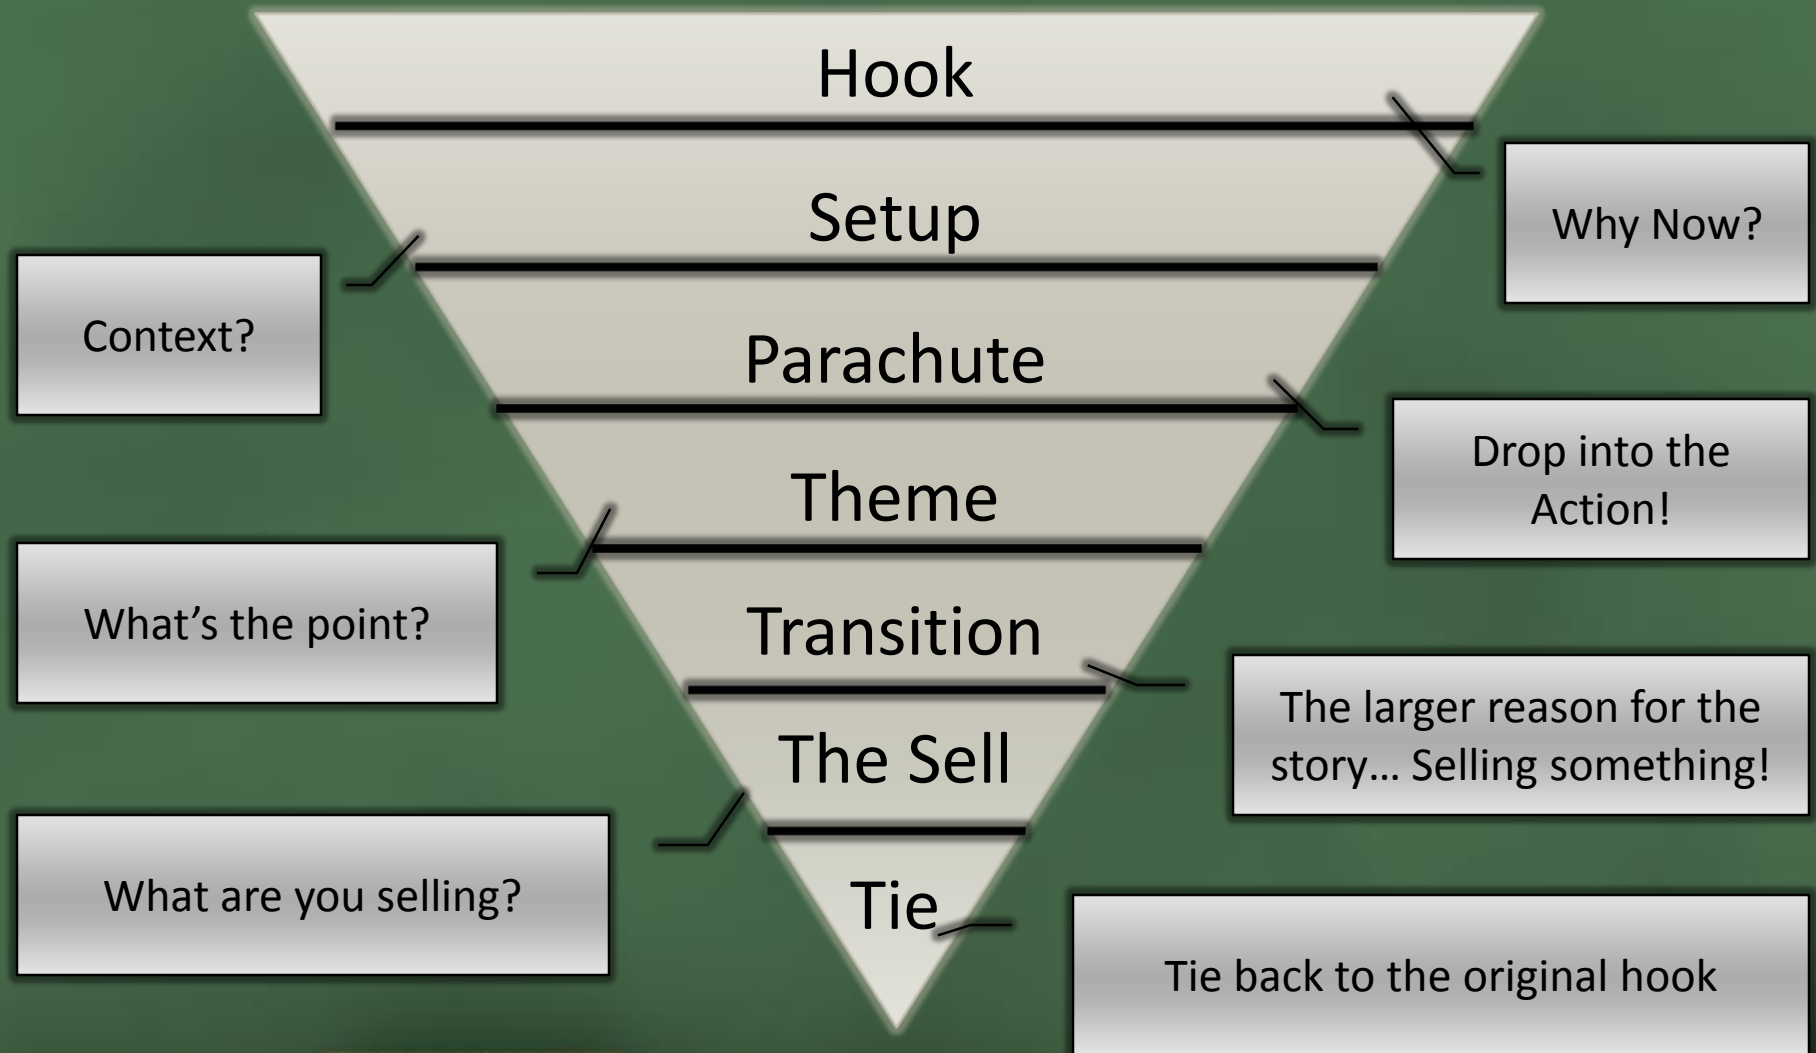 Hook
Why Now?
Setup
Context?
Parachute
Drop into the
Action!
Theme
What’s the point?
Transition
The larger reason for the
story… Selling something!
The Sell
What are you selling?
Tie
Tie back to the original hook